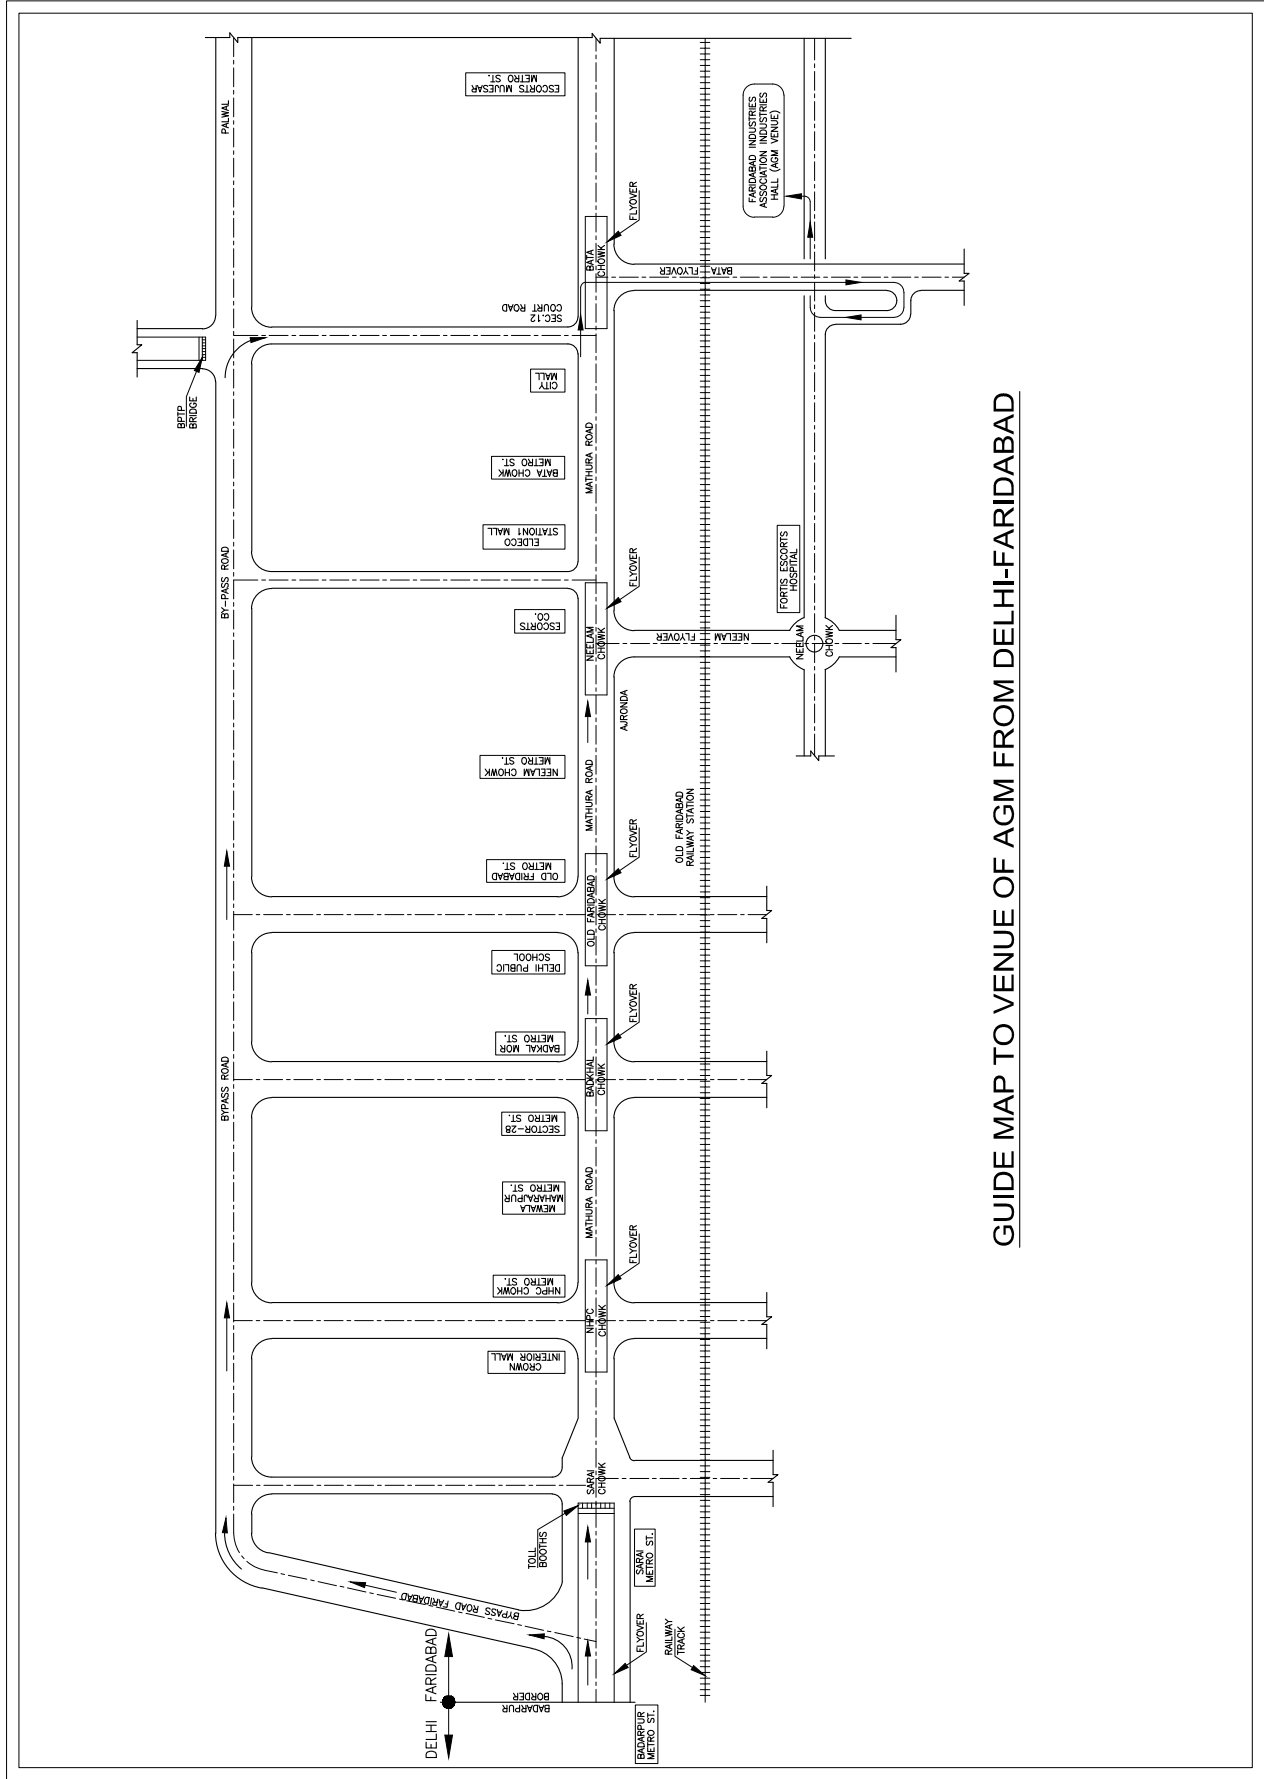 GUIDE MAP TO VENUE OF AGM FROM DELHI-FARIDABAD
DELHI
FARIDABAD
BADARPUR
BORDER
BADARPUR
METRO ST.
FLYOVER
RAILWAY
TRACK
BYPASS ROAD FARIDABAD
TOLL
BOOTHS
SARAI
METRO ST.
SARAI
CHOWK
CROWN
INTERIOR MALL
NHPC
CHOWK
NHPC CHOWK
METRO ST.
FLYOVER
MEWALA
MAHARAJPUR
METRO ST.
MATHURA ROAD
SECTOR-28
METRO ST.
BYPASS ROAD
BADKHAL
CHOWK
BADKAL MOR
METRO ST.
FLYOVER
DELHI PUBLIC
SCHOOL
OLD FARIDABAD
CHOWK
OLD FRIDABAD
METRO ST.
FLYOVER
OLD FARIDABAD
RAILWAY STATION
MATHURA ROAD
NEELAM CHOWK
METRO ST.
AJRONDA
NEELAM
CHOWK
ESCORTS
CO.
FLYOVER
NEELAM FLYOVER
NEELAM
CHOWK
FORTIS ESCORTS
HOSPITAL
BY-PASS ROAD
ELDECO
STATION1 MALL
BATA CHOWK
METRO ST.
MATHURA ROAD
CITY
MALL
BPTP
BRIDGE
SEC.12
COURT ROAD
BATA
CHOWK
FLYOVER
BATA FLYOVER
FARIDABAD INDUSTRIES
ASSOCIATION INDUSTRIES
HALL (AGM VENUE)
ESCORTS MUJESAR
METRO ST.
PALWAL